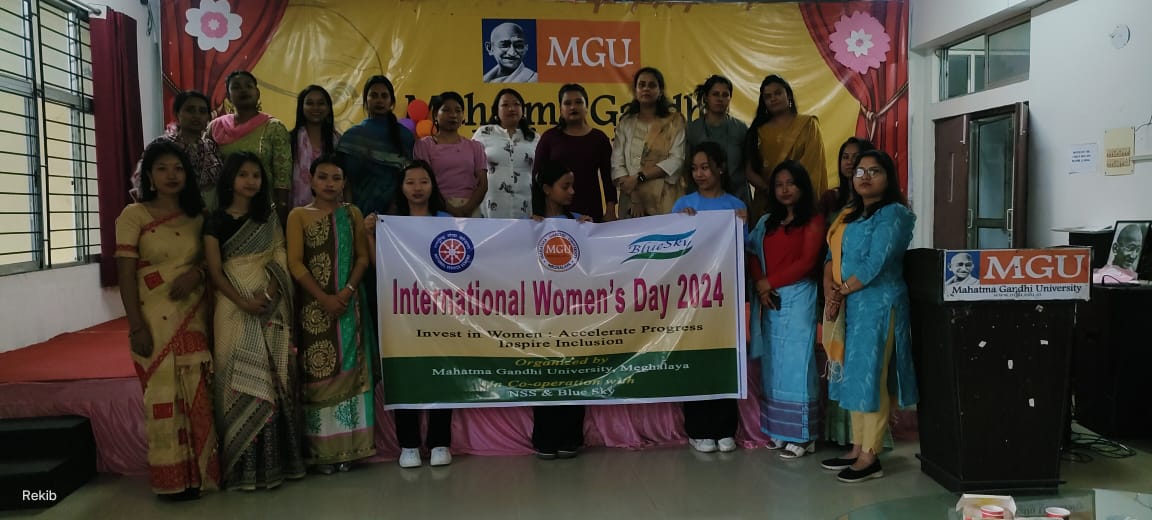 MGU
Mahatma Gandhi
MGU
BlueSky
International Women's Day 2024
Invest in Women : Accelerate Progress
Inspire Inclusion
Organized by
Mahatma Gandhi University, Meghalaya
In Co-operation with
NSS & Blue Sky
MGU
Mahatma Gandhi University
Rekib